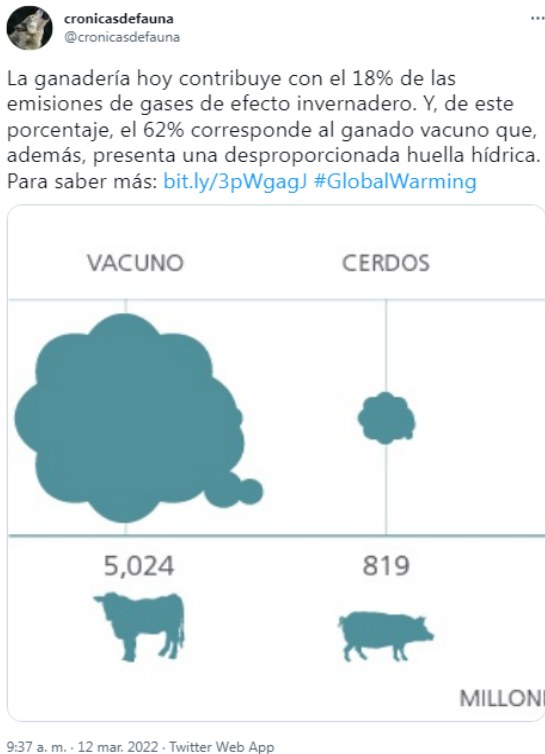 cronicasdefauna
@cronicasdefauna
La ganadería hoy contribuye con el 18% de las
emisiones de gases de efecto invernadero. Y, de este
porcentaje, el 62% corresponde al ganado vacuno que,
además, presenta una desproporcionada huella hídrica.
Para saber más: bit.ly/3pWgagJ #GlobalWarming
VACUNO CERDOS
5,024 819
9:37 a. m. · 12 mar. 2022 · Twitter Web App